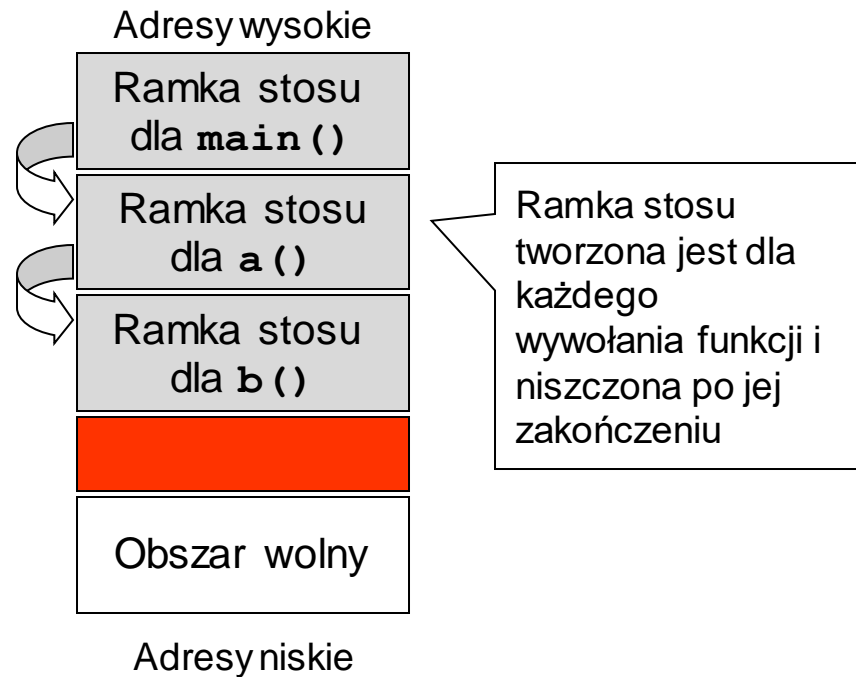 Adresy wysokie
Ramka stosu
dla main()
Ramka stosu
dla a()
Ramka stosu
dla b()
Obszar wolny
Adresy niskie
Ramka stosu
tworzona jest dla
każdego
wywołania funkcji i
niszczona po jej
zakończeniu